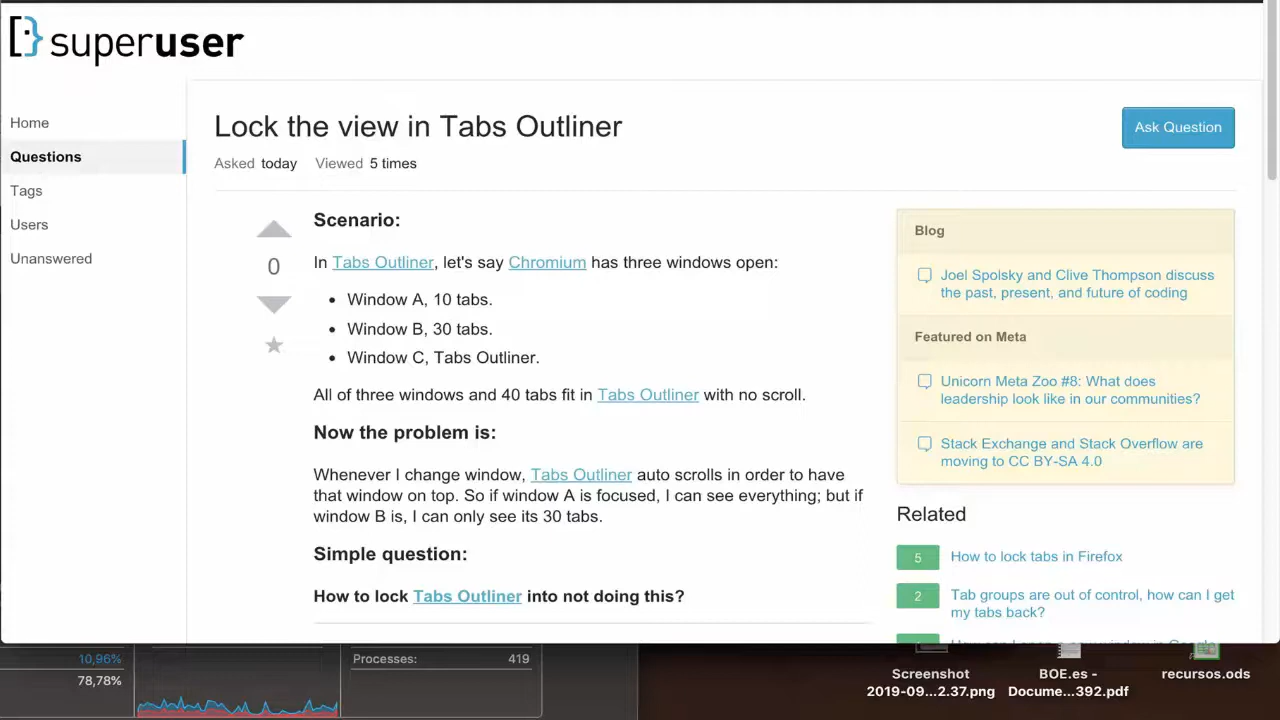 superuser
Home
Questions
Tags
Users
Unanswered
Lock the view in Tabs Outliner
Asked today Viewed 5 times
Ask Question
0
Scenario:
In Tabs Outliner, let's say Chromium has three windows open:
• Window A, 10 tabs.
• Window B, 30 tabs.
• Window C, Tabs Outliner.
All of three windows and 40 tabs fit in Tabs Outliner with no scroll.
Now the problem is:
Whenever I change window, Tabs Outliner auto scrolls in order to have
that window on top. So if window A is focused, I can see everything; but if
window B is, I can only see its 30 tabs.
Simple question:
How to lock Tabs Outliner into not doing this?
Blog
Joel Spolsky and Clive Thompson discuss
the past, present, and future of coding
Featured on Meta
Unicorn Meta Zoo #8: What does
leadership look like in our communities?
Stack Exchange and Stack Overflow are
moving to CC BY-SA 4.0
Related
5 How to lock tabs in Firefox
2 Tab groups are out of control, how can I get
my tabs back?
10,96%
78,78%
Processes: 419
Screenshot
2019-09...2.37.png
BOE.es -
Docume...392.pdf
recursos.ods